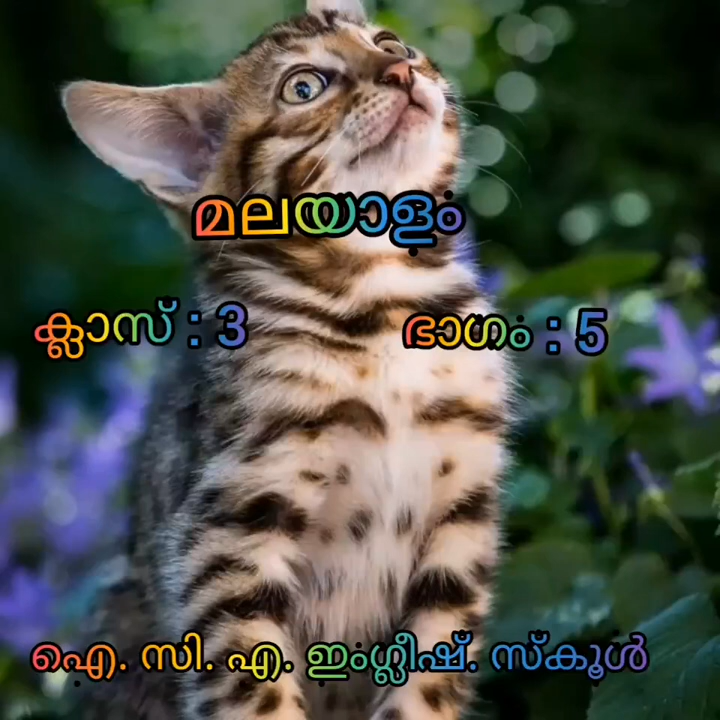 മലയാളം
ക്ലാസ് : 3 ഭാഗം : 5
ഐ. സി. എ. ഇംഗ്ലീഷ്. സ്കൂൾ